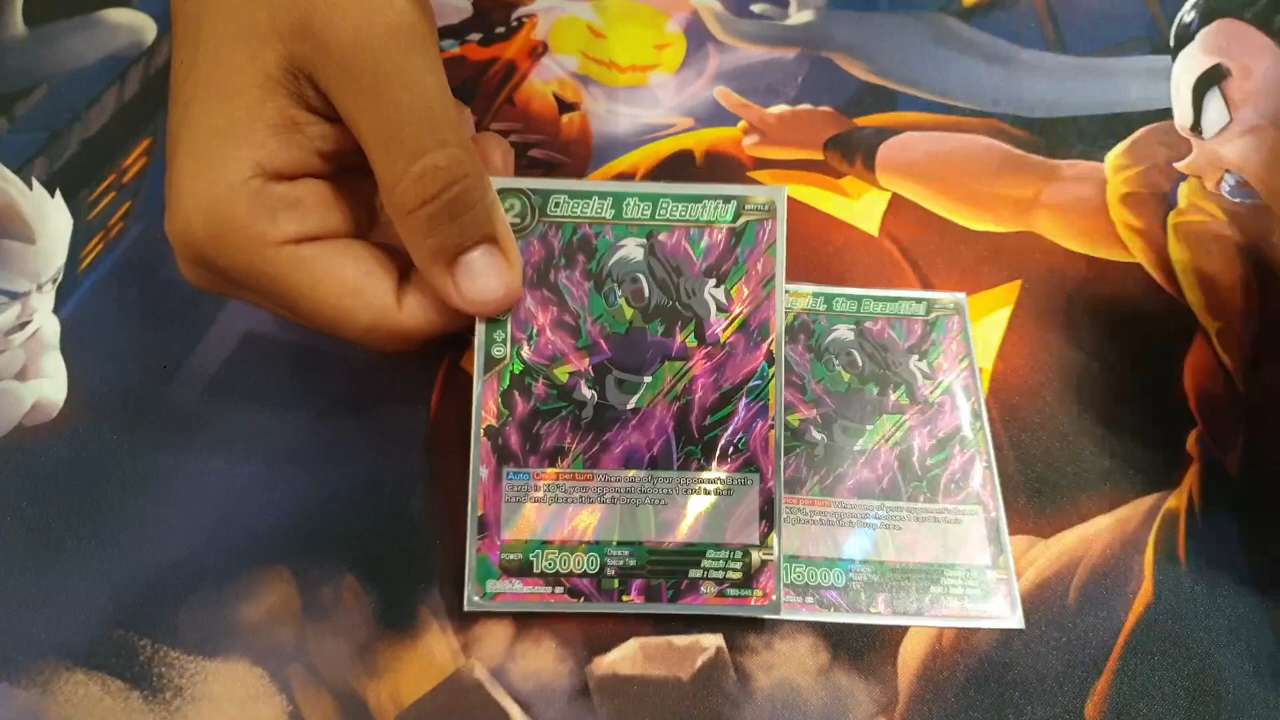 2 Cheelai, the Beautiful BATTLE
0 +
Auto Once per turn When one of your opponent's Battle
Cards is KO'd, your opponent chooses 1 card in their
hand and places it in their Drop Area.
POWER 15000
Character Cheelai : Br
Special Trait Frieza's Army
Era DBS : Broly Saga
eelai, the Beautiful
nce per turn When one of your opponent's Battle
KO'd, your opponent chooses 1 card in their
d places it in their Drop Area.
15000